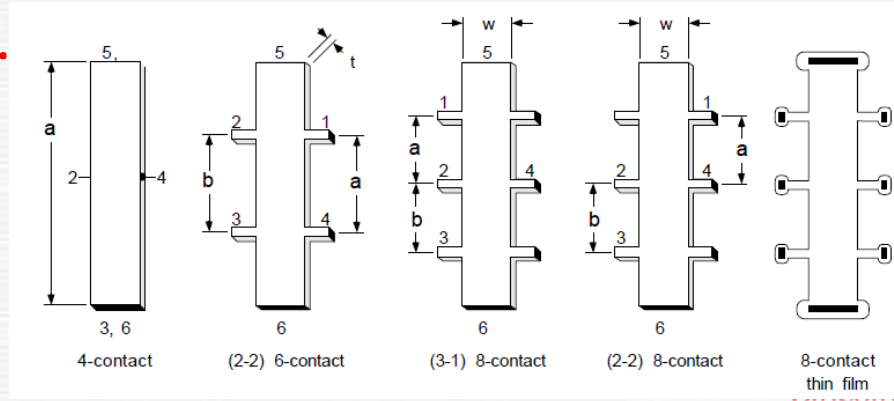 5,
a
2
4
3, 6
4-contact
5
t
2
1
b
a
3
4
6
(2-2) 6-contact
w
5
1
a
2
4
b
3
6
(3-1) 8-contact
w
5
1
a
2
4
b
3
6
(2-2) 8-contact
8-contact
thin film